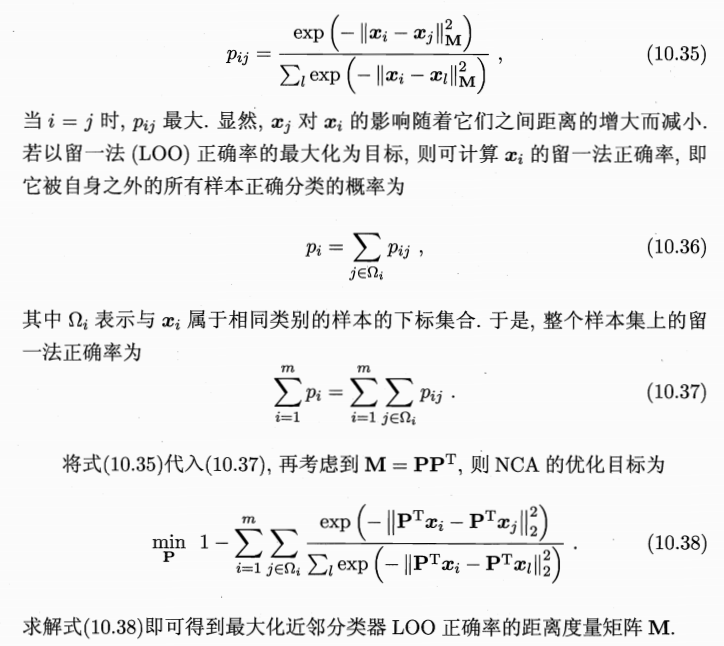 $p_{ij} = \frac{\exp\left(-\|\boldsymbol{x}_i - \boldsymbol{x}_j\|_{\mathbf{M}}^2\right)}{\sum_l \exp\left(-\|\boldsymbol{x}_i - \boldsymbol{x}_l\|_{\mathbf{M}}^2\right)}$ , (10.35)
当 $i = j$ 时, $p_{ij}$ 最大. 显然, $\boldsymbol{x}_j$ 对 $\boldsymbol{x}_i$ 的影响随着它们之间距离的增大而减小.
若以留一法 (LOO) 正确率的最大化为目标, 则可计算 $\boldsymbol{x}_i$ 的留一法正确率, 即
它被自身之外的所有样本正确分类的概率为
$p_i = \sum_{j \in \Omega_i} p_{ij}$ , (10.36)
其中 $\Omega_i$ 表示与 $\boldsymbol{x}_i$ 属于相同类别的样本的下标集合. 于是, 整个样本集上的留
一法正确率为
$\sum_{i=1}^{m} p_i = \sum_{i=1}^{m} \sum_{j \in \Omega_i} p_{ij}$ . (10.37)
将式(10.35)代入(10.37), 再考虑到 $\mathbf{M} = \mathbf{P}\mathbf{P}^{\mathrm{T}}$, 则 NCA 的优化目标为
$\min_{\mathbf{P}} \ 1 - \sum_{i=1}^{m} \sum_{j \in \Omega_i} \frac{\exp\left(-\left\|\mathbf{P}^{\mathrm{T}}\boldsymbol{x}_i - \mathbf{P}^{\mathrm{T}}\boldsymbol{x}_j\right\|_2^2\right)}{\sum_l \exp\left(-\left\|\mathbf{P}^{\mathrm{T}}\boldsymbol{x}_i - \mathbf{P}^{\mathrm{T}}\boldsymbol{x}_l\right\|_2^2\right)}$ . (10.38)
求解式(10.38)即可得到最大化近邻分类器 LOO 正确率的距离度量矩阵 $\mathbf{M}$.